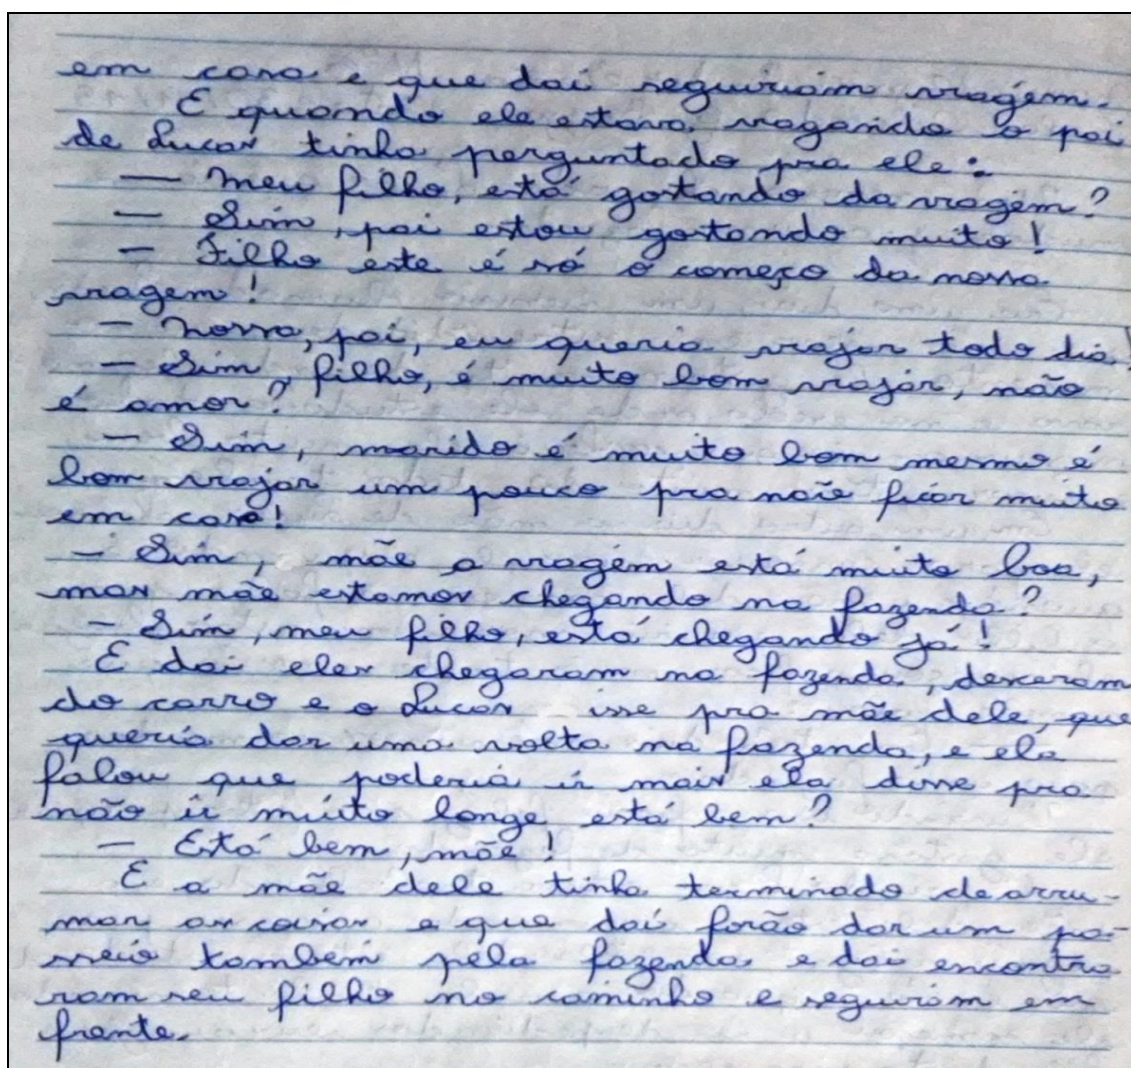 em casa e que daí seguiriam viagém.
E quando ele estava viagando o pai
de Lucas tinha perguntado pra ele:
— Meu filho, está gostando da viagém?
— Sim, pai estou gostando muito!
— Filho este é só o começo da nossa
viagem!
— Nossa, pai, eu queria viajar todo dia!
— Sim, filho, é muito bom viajar, não
é amor?
— Sim, marido é muito bom mesmo é
bom viajar um pouco pra não ficar muito
em casa!
— Sim, mãe a viagém está muito boa,
mas mãe estamos chegando na fazenda?
— Sim, meu filho, está chegando já!
E daí eles chegaram na fazenda, desceram
do carro e o Lucas isse pra mãe dele, que
queria dar uma volta na fazenda, e ela
falou que poderia ir mais ela disse pra
não ir muito longe está bem?
— Está bem, mãe!
E a mãe dele tinha terminado de arru-
mar as coisas e que daí forão dar um pa-
sseio também pela fazenda e daí encontra
ram seu filho no caminho e seguiram em
frente.